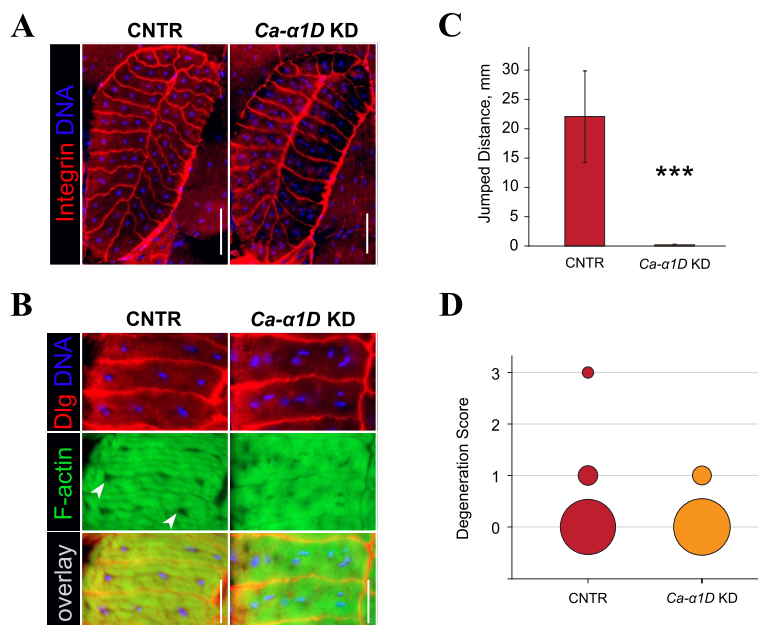 A
CNTR
Ca-α1D KD
Integrin DNA
B
CNTR
Ca-α1D KD
Dlg DNA
F-actin
overlay
C
Jumped Distance, mm
30
25
20
15
10
5
0
***
CNTR
Ca-α1D KD
D
Degeneration Score
3
2
1
0
CNTR
Ca-α1D KD